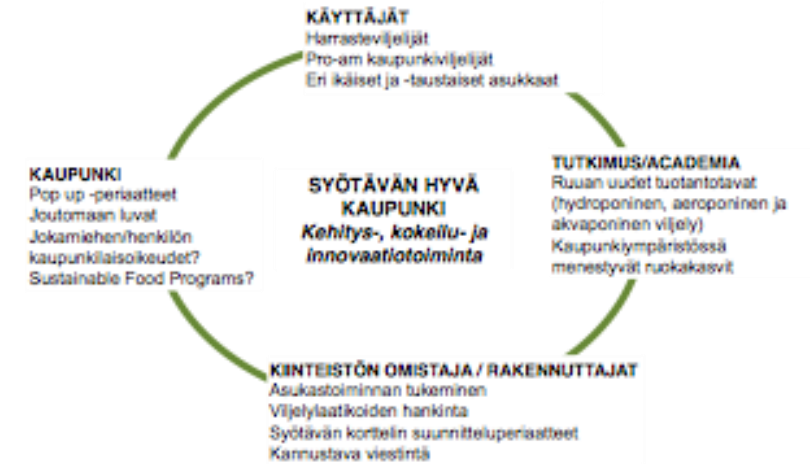 KÄYTTÄJÄT
Harrasteviljelijät
Pro-am kaupunkiviljelijät
Eri ikäiset ja -taustaiset asukkaat
KAUPUNKI
Pop up -periaatteet
Joutomaan luvat
Jokamiehen/henkilön
kaupunkilaisoikeudet?
Sustainable Food Programs?
SYÖTÄVÄN HYVÄ
KAUPUNKI
Kehitys-, kokeilu- ja
innovaatiotoiminta
TUTKIMUS/ACADEMIA
Ruuan uudet tuotantotavat
(hydroponinen, aeroponinen ja
akvaponinen viljely)
Kaupunkiympäristössä
menestyvät ruokakasvit
KIINTEISTÖN OMISTAJA / RAKENNUTTAJAT
Asukastoiminnan tukeminen
Viljelylaatikoiden hankinta
Syötävän korttelin suunnitteluperiaatteet
Kannustava viestintä